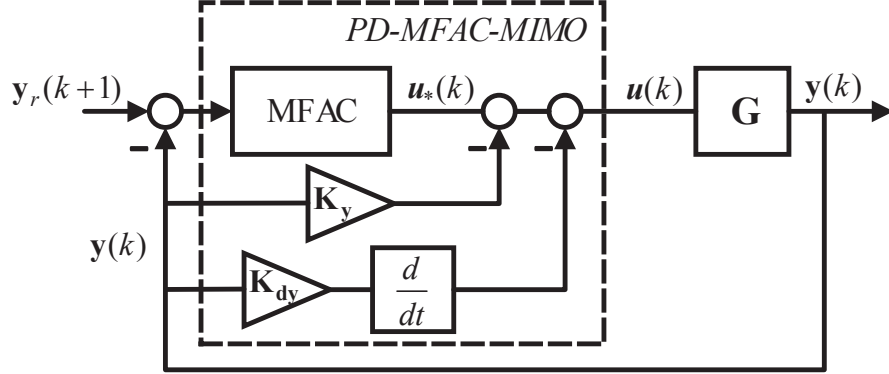 PD-MFAC-MIMO
y_r(k+1)
MFAC
u_*(k)
u(k)
G
y(k)
K_y
y(k)
K_dy
d
dt